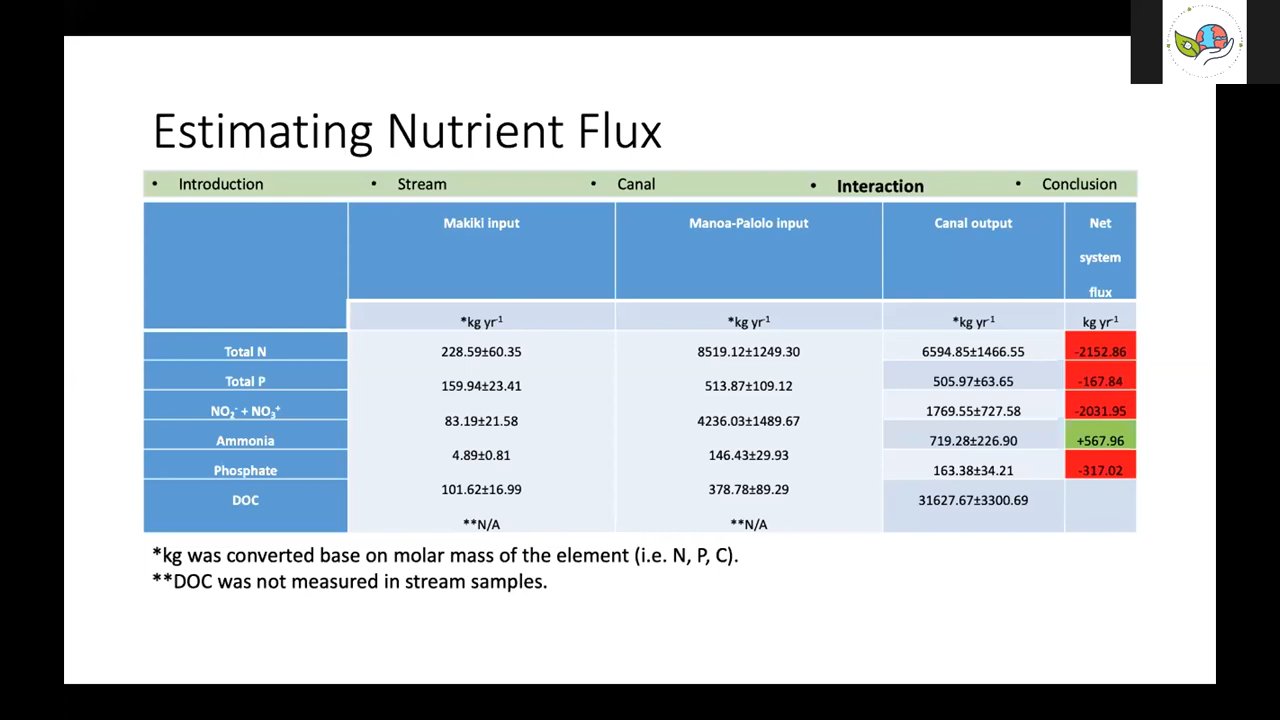 Estimating Nutrient Flux
• Introduction • Stream • Canal • Interaction • Conclusion
Makiki input Manoa-Palolo input Canal output Net
system
flux
*kg yr⁻¹ *kg yr⁻¹ *kg yr⁻¹ kg yr⁻¹
Total N 228.59±60.35 8519.12±1249.30 6594.85±1466.55 -2152.86
Total P 159.94±23.41 513.87±109.12 505.97±63.65 -167.84
NO₂⁻ + NO₃⁺ 83.19±21.58 4236.03±1489.67 1769.55±727.58 -2031.95
Ammonia 4.89±0.81 146.43±29.93 719.28±226.90 +567.96
Phosphate 101.62±16.99 378.78±89.29 163.38±34.21 -317.02
DOC **N/A **N/A 31627.67±3300.69
*kg was converted base on molar mass of the element (i.e. N, P, C).
**DOC was not measured in stream samples.